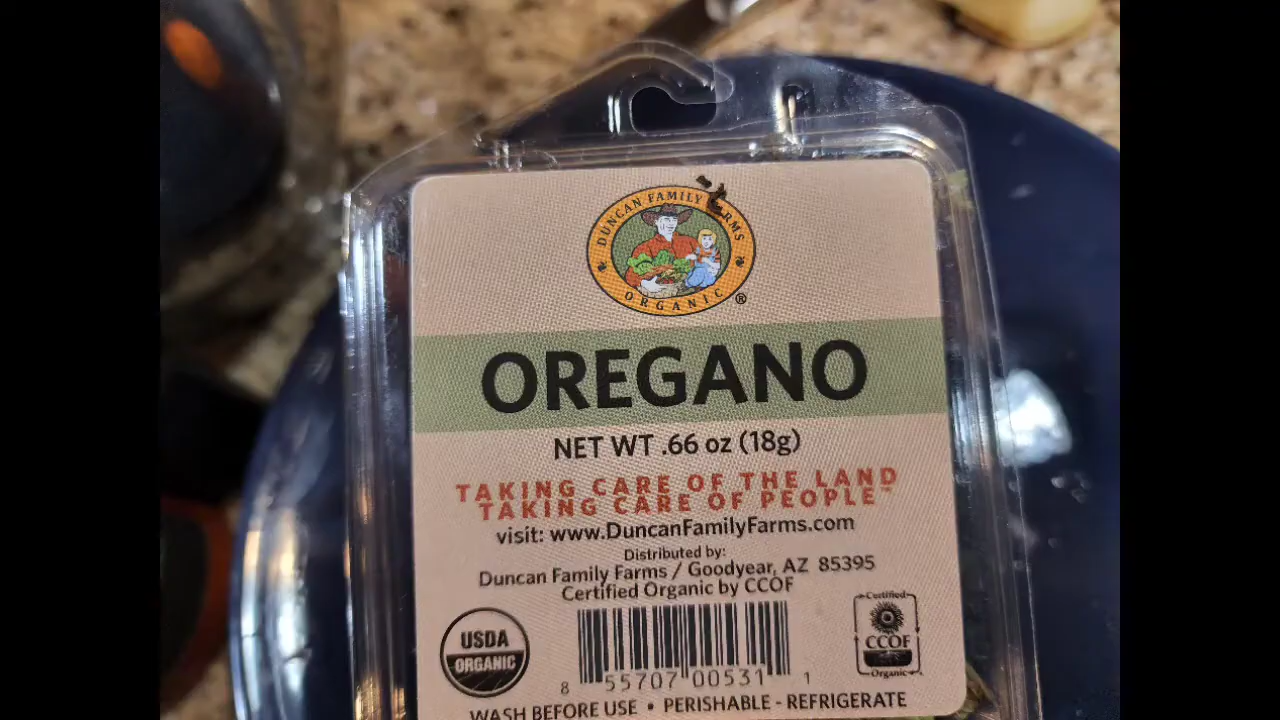 DUNCAN FAMILY RMS
ORGANIC ®
OREGANO
NET WT .66 oz (18g)
TAKING CARE OF THE LAND
TAKING CARE OF PEOPLE™
visit: www.DuncanFamilyFarms.com
Distributed by:
Duncan Family Farms / Goodyear, AZ 85395
Certified Organic by CCOF
USDA
ORGANIC
8 55707 00531 1
Certified
CCOF
Organic
WASH BEFORE USE • PERISHABLE - REFRIGERATE